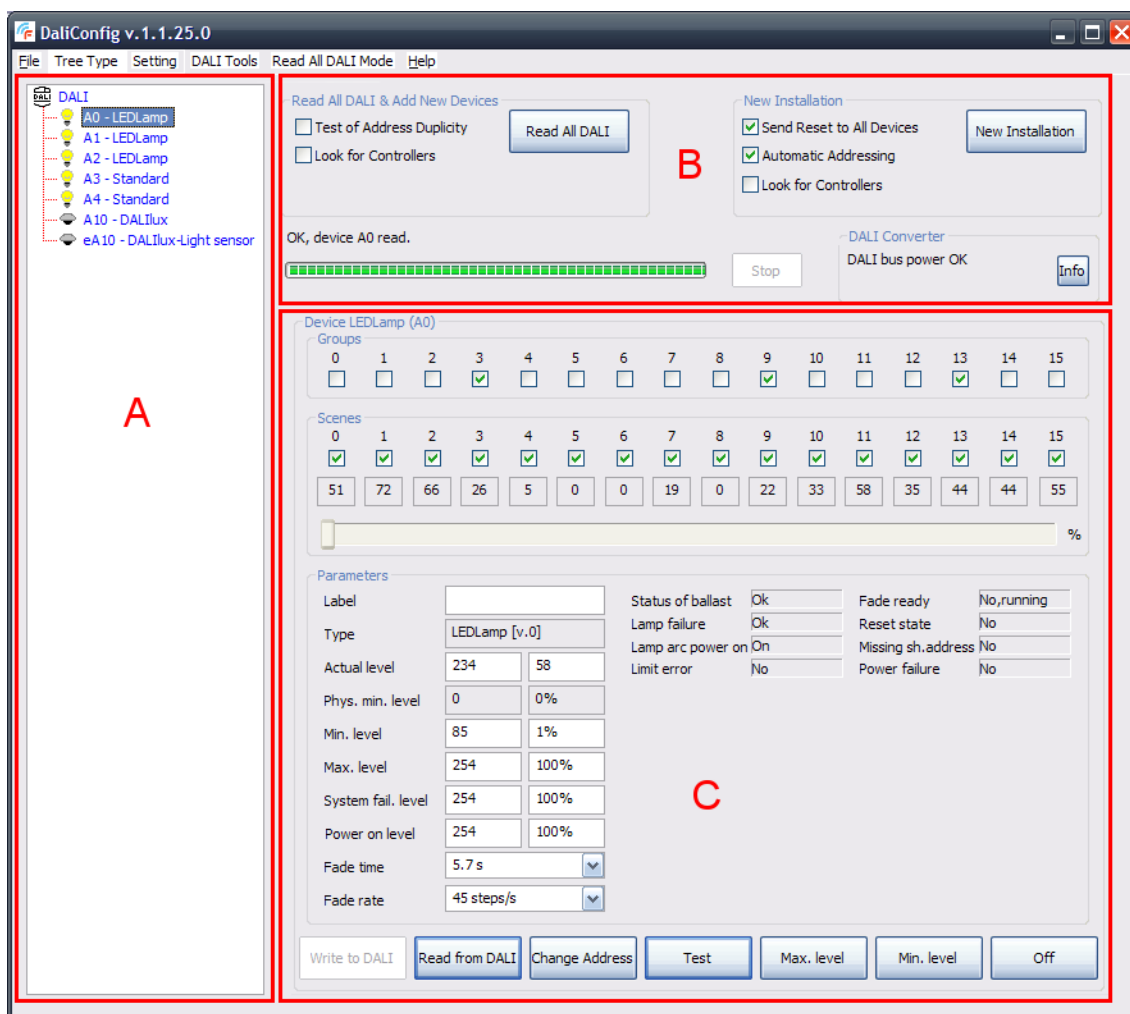 DaliConfig v.1.1.25.0
File Tree Type Setting DALI Tools Read All DALI Mode Help
DALI
A0 - LEDLamp
A1 - LEDLamp
A2 - LEDLamp
A3 - Standard
A4 - Standard
A10 - DALIlux
eA10 - DALIlux-Light sensor
A
Read All DALI & Add New Devices
Test of Address Duplicity
Read All DALI
Look for Controllers
B
New Installation
Send Reset to All Devices
New Installation
Automatic Addressing
Look for Controllers
OK, device A0 read.
Stop
DALI Converter
DALI bus power OK
Info
Device LEDLamp (A0)
Groups
0 1 2 3 4 5 6 7 8 9 10 11 12 13 14 15
Scenes
0 1 2 3 4 5 6 7 8 9 10 11 12 13 14 15
51 72 66 26 5 0 0 19 0 22 33 58 35 44 44 55
%
Parameters
Label
Type LEDLamp [v.0]
Actual level 234 58
Phys. min. level 0 0%
Min. level 85 1%
Max. level 254 100%
System fail. level 254 100%
Power on level 254 100%
Fade time 5.7 s
Fade rate 45 steps/s
Status of ballast Ok Fade ready No,running
Lamp failure Ok Reset state No
Lamp arc power on On Missing sh.address No
Limit error No Power failure No
C
Write to DALI Read from DALI Change Address Test Max. level Min. level Off